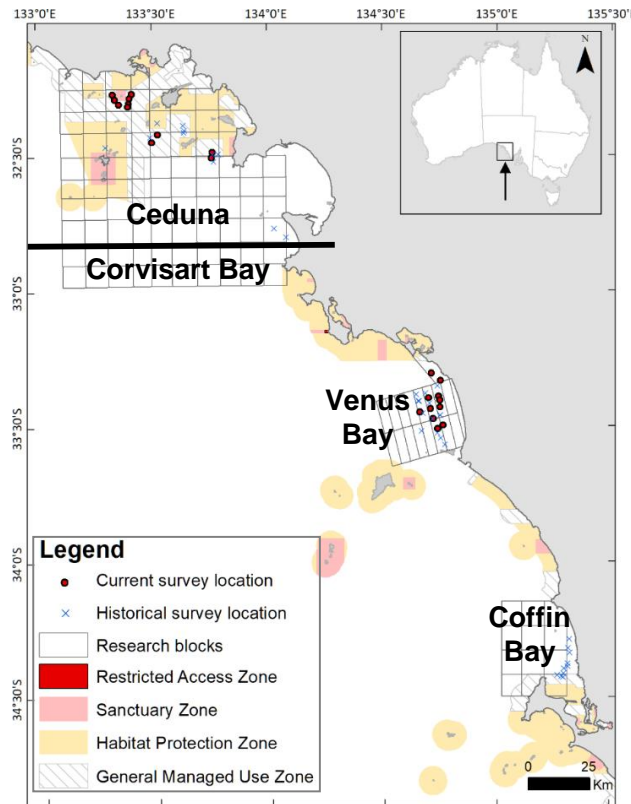 133°0'E
133°30'E
134°0'E
134°30'E
135°0'E
135°30'E
N
32°30'S
33°0'S
33°30'S
34°0'S
34°30'S
Ceduna
Corvisart Bay
Venus
Bay
Coffin
Bay
Legend
Current survey location
Historical survey location
Research blocks
Restricted Access Zone
Sanctuary Zone
Habitat Protection Zone
General Managed Use Zone
0 25
Km